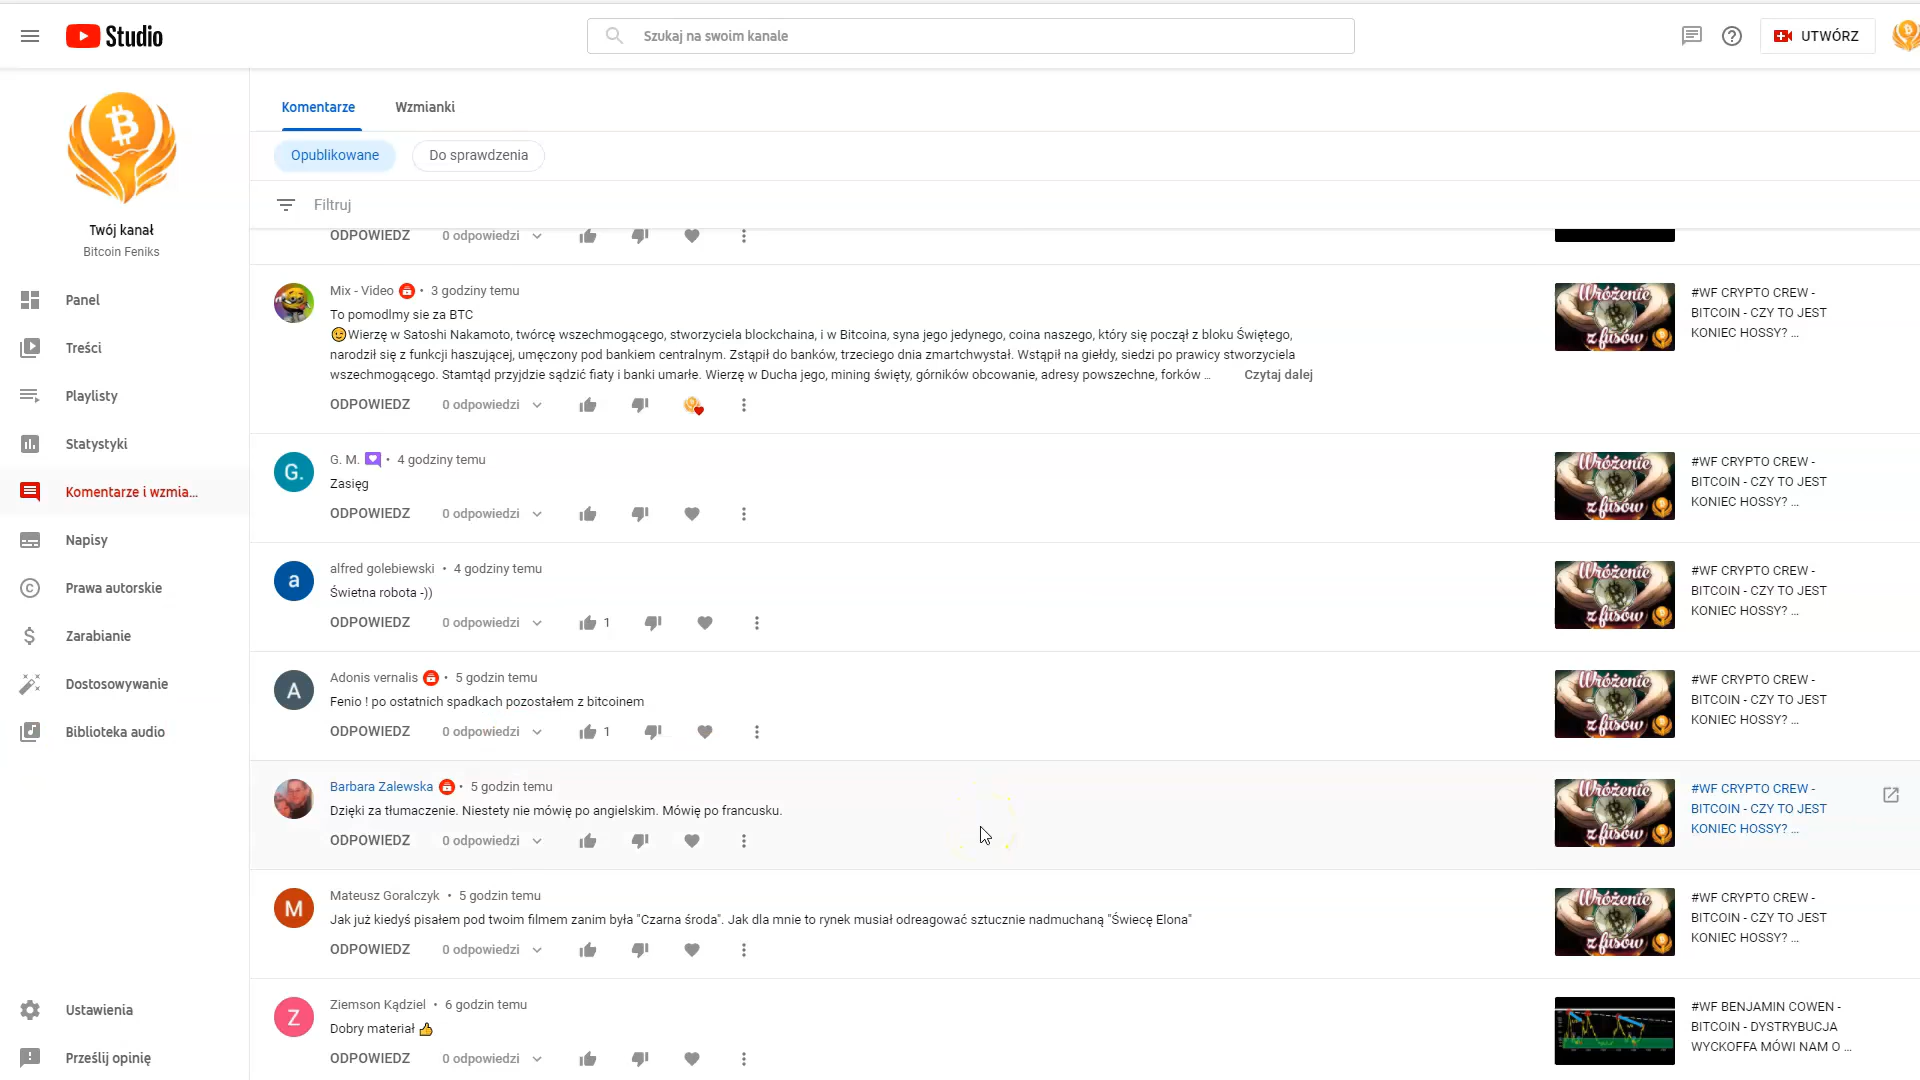 Studio
Szukaj na swoim kanale
UTWÓRZ
Twój kanał
Bitcoin Feniks
Panel
Treści
Playlisty
Statystyki
Komentarze i wzmia...
Napisy
Prawa autorskie
Zarabianie
Dostosowywanie
Biblioteka audio
Ustawienia
Prześlij opinię
Komentarze
Wzmianki
Opublikowane
Do sprawdzenia
Filtruj
ODPOWIEDZ 0 odpowiedzi
Mix - Video • 3 godziny temu
To pomodlmy sie za BTC
😉Wierzę w Satoshi Nakamoto, twórcę wszechmogącego, stworzyciela blockchaina, i w Bitcoina, syna jego jedynego, coina naszego, który się począł z bloku Świętego,
narodził się z funkcji haszującej, umęczony pod bankiem centralnym. Zstąpił do banków, trzeciego dnia zmartchwystał. Wstąpił na giełdy, siedzi po prawicy stworzyciela
wszechmogącego. Stamtąd przyjdzie sądzić fiaty i banki umarłe. Wierzę w Ducha jego, mining święty, górników obcowanie, adresy powszechne, forków ... Czytaj dalej
ODPOWIEDZ 0 odpowiedzi
Wróżenie
z fusów
#WF CRYPTO CREW -
BITCOIN - CZY TO JEST
KONIEC HOSSY? ...
G.
G. M. • 4 godziny temu
Zasięg
ODPOWIEDZ 0 odpowiedzi
Wróżenie
z fusów
#WF CRYPTO CREW -
BITCOIN - CZY TO JEST
KONIEC HOSSY? ...
a
alfred golebiewski • 4 godziny temu
Świetna robota -))
ODPOWIEDZ 0 odpowiedzi 1
Wróżenie
z fusów
#WF CRYPTO CREW -
BITCOIN - CZY TO JEST
KONIEC HOSSY? ...
A
Adonis vernalis • 5 godzin temu
Fenio ! po ostatnich spadkach pozostałem z bitcoinem
ODPOWIEDZ 0 odpowiedzi 1
Wróżenie
z fusów
#WF CRYPTO CREW -
BITCOIN - CZY TO JEST
KONIEC HOSSY? ...
Barbara Zalewska • 5 godzin temu
Dzięki za tłumaczenie. Niestety nie mówię po angielskim. Mówię po francusku.
ODPOWIEDZ 0 odpowiedzi
Wróżenie
z fusów
#WF CRYPTO CREW -
BITCOIN - CZY TO JEST
KONIEC HOSSY? ...
M
Mateusz Goralczyk • 5 godzin temu
Jak już kiedyś pisałem pod twoim filmem zanim była "Czarna środa". Jak dla mnie to rynek musiał odreagować sztucznie nadmuchaną "Świecę Elona"
ODPOWIEDZ 0 odpowiedzi
Wróżenie
z fusów
#WF CRYPTO CREW -
BITCOIN - CZY TO JEST
KONIEC HOSSY? ...
Z
Ziemson Kądziel • 6 godzin temu
Dobry materiał 👍
ODPOWIEDZ 0 odpowiedzi
#WF BENJAMIN COWEN -
BITCOIN - DYSTRYBUCJA
WYCKOFFA MÓWI NAM O ...